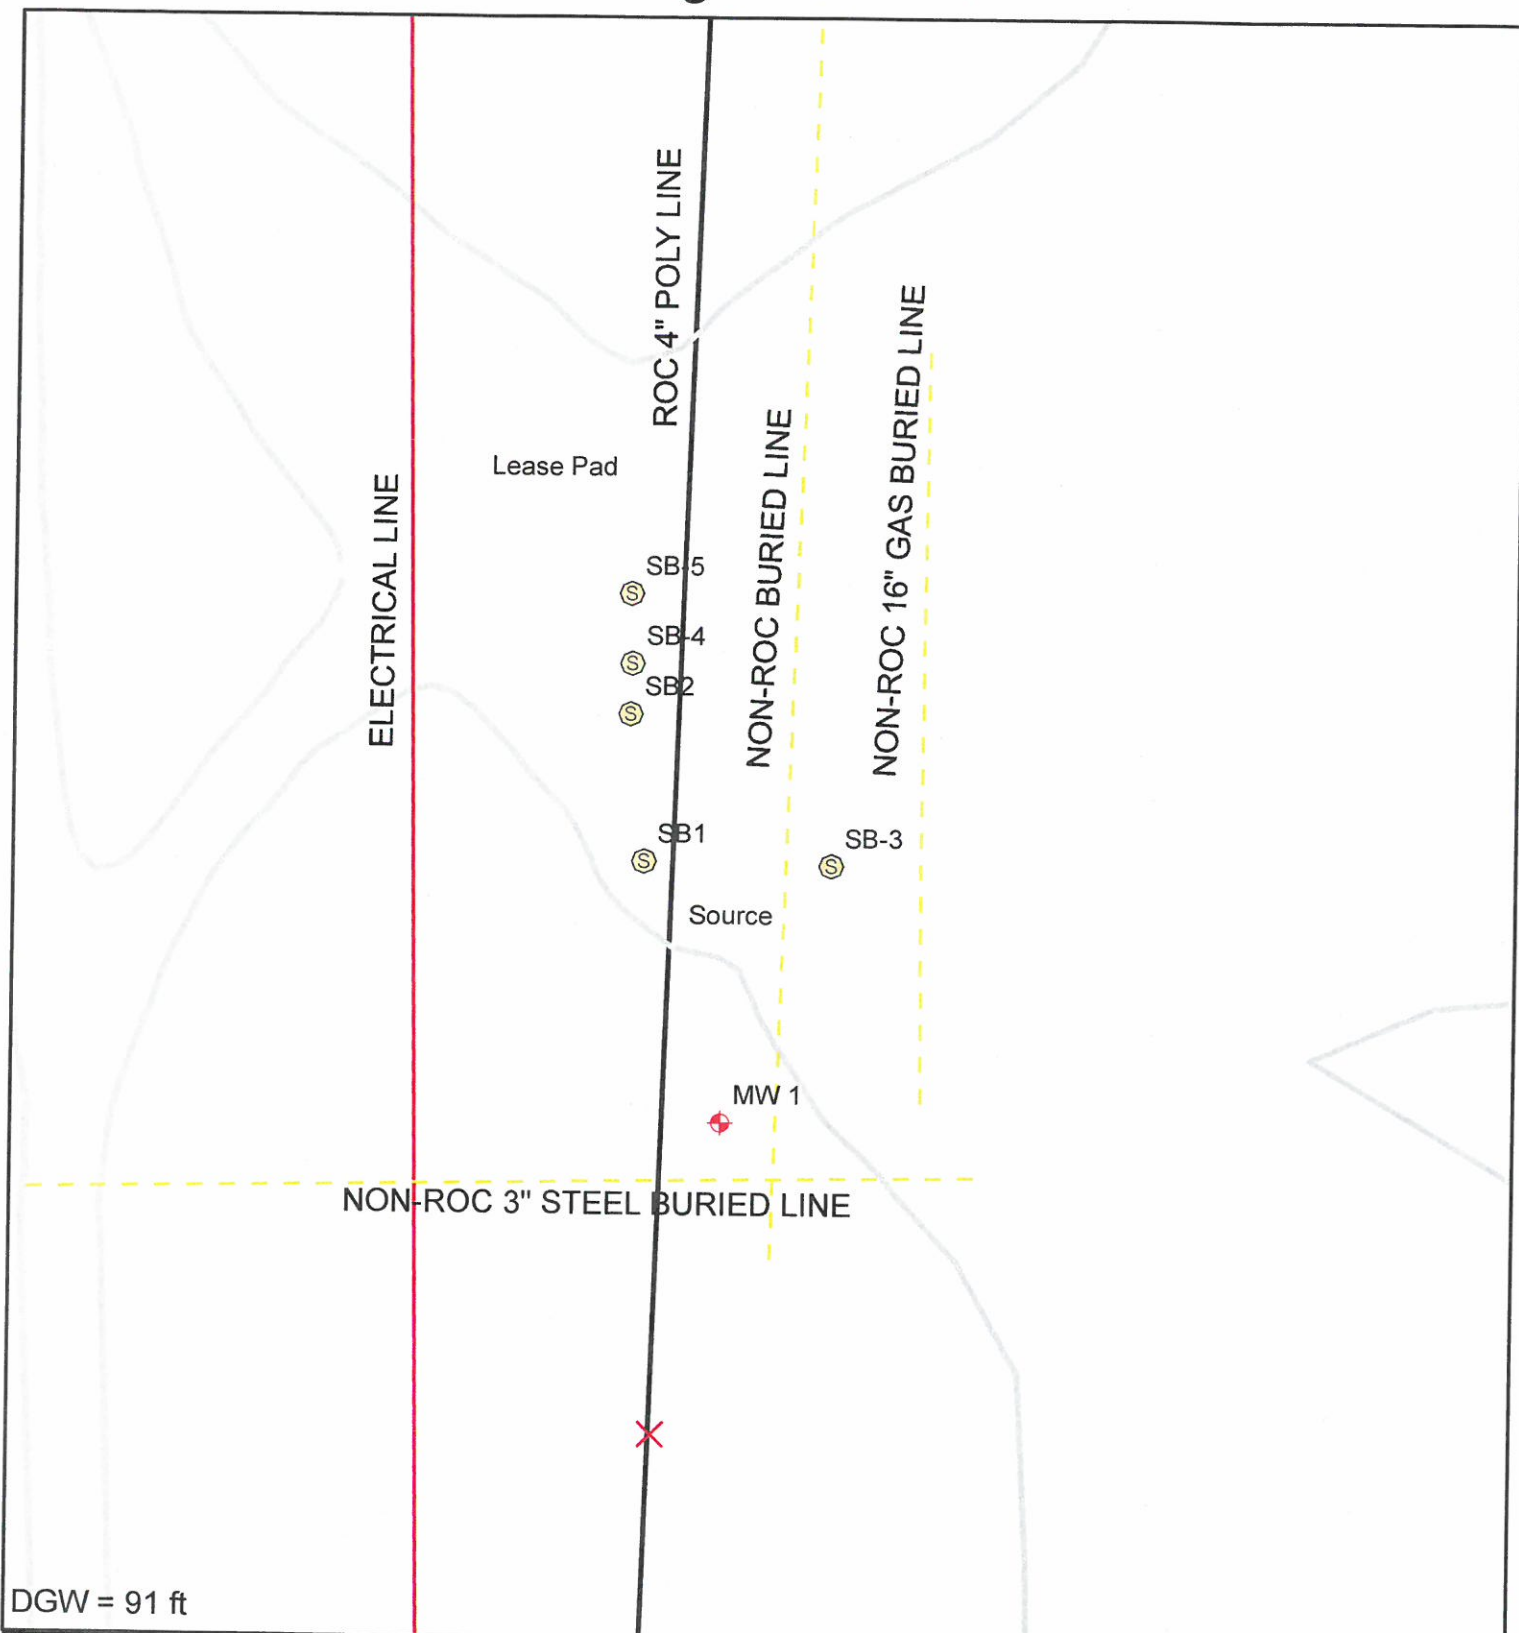 ROC 4" POLY LINE
NON-ROC 16" GAS BURIED LINE
NON-ROC BURIED LINE
Lease Pad
ELECTRICAL LINE
SB-5
S
SB-4
S
SB2
S
SB1
S
SB-3
S
Source
MW 1
NON-ROC 3" STEEL BURIED LINE
DGW = 91 ft